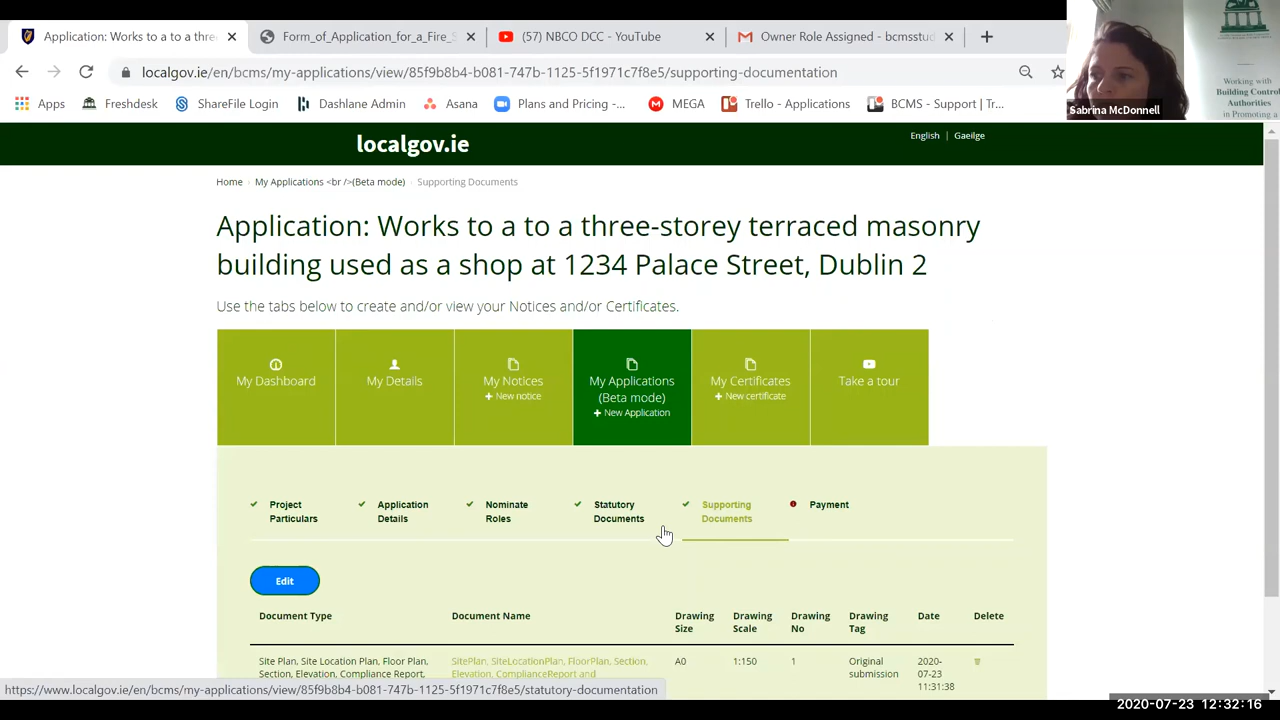 Application: Works to a to a three
Form_of_Application_for_a_Fire_S
(57) NBCO DCC - YouTube
Owner Role Assigned - bcmsstud
localgov.ie/en/bcms/my-applications/view/85f9b8b4-b081-747b-1125-5f1971c7f8e5/supporting-documentation
Apps
Freshdesk
ShareFile Login
Dashlane Admin
Asana
Plans and Pricing -...
MEGA
Trello - Applications
BCMS - Support | Tr...
Working with
Building Control
Authorities
in Promoting a
Sabrina McDonnell
localgov.ie
English | Gaeilge
Home
My Applications <br />(Beta mode)
Supporting Documents
Application: Works to a to a three-storey terraced masonry
building used as a shop at 1234 Palace Street, Dublin 2
Use the tabs below to create and/or view your Notices and/or Certificates.
My Dashboard
My Details
My Notices
+ New notice
My Applications
(Beta mode)
+ New Application
My Certificates
+ New certificate
Take a tour
Project
Particulars
Application
Details
Nominate
Roles
Statutory
Documents
Supporting
Documents
Payment
Edit
Document Type
Document Name
Drawing
Size
Drawing
Scale
Drawing
No
Drawing
Tag
Date
Delete
Site Plan, Site Location Plan, Floor Plan,
Section, Elevation, Compliance Report,
SitePlan, SiteLocationPlan, FloorPlan, Section,
Elevation, ComplianceReport and
A0
1:150
1
Original
submission
2020-
07-23
11:31:38
https://www.localgov.ie/en/bcms/my-applications/view/85f9b8b4-b081-747b-1125-5f1971c7f8e5/statutory-documentation
2020-07-23 12:32:16